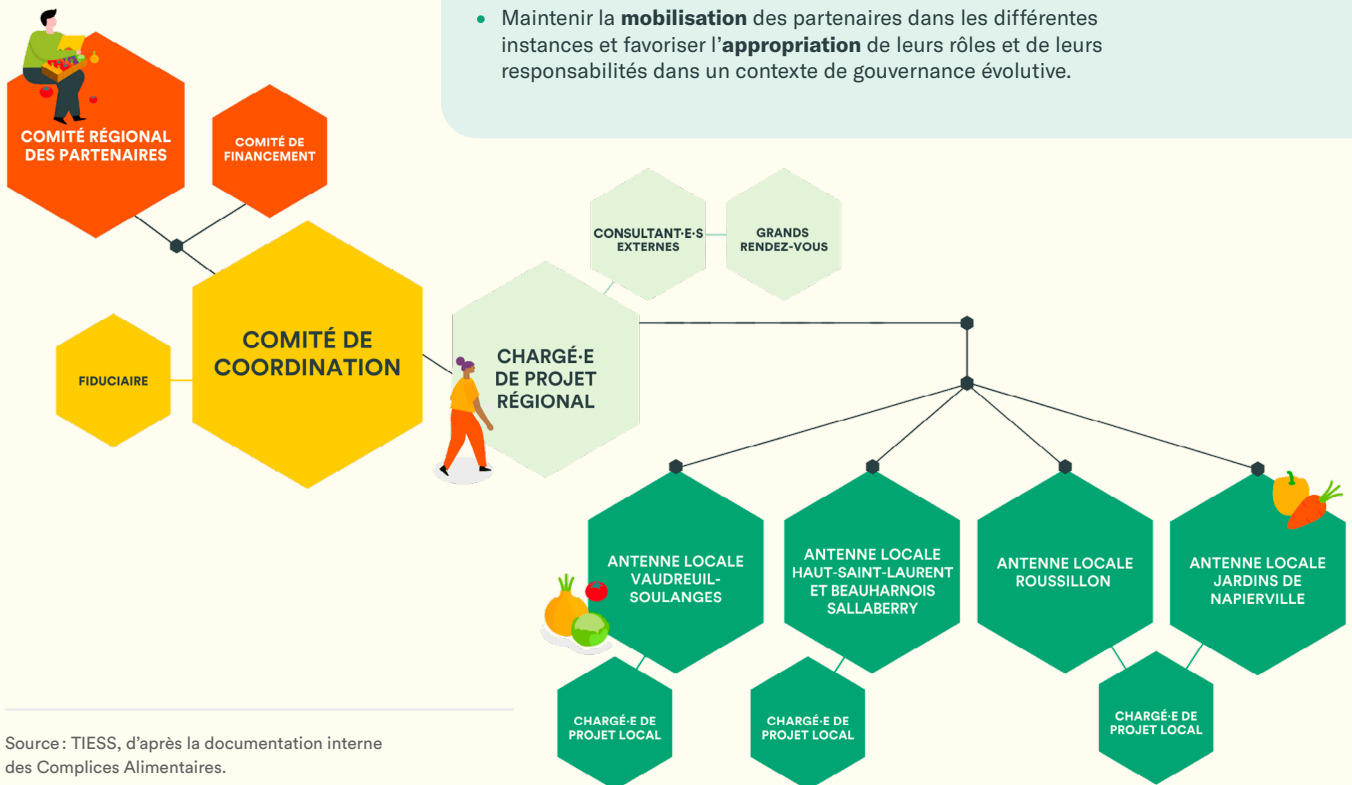 • Maintenir la mobilisation des partenaires dans les différentes
instances et favoriser l'appropriation de leurs rôles et de leurs
responsabilités dans un contexte de gouvernance évolutive.
COMITÉ RÉGIONAL
DES PARTENAIRES
COMITÉ DE
FINANCEMENT
CONSULTANT·E·S
EXTERNES
GRANDS
RENDEZ-VOUS
COMITÉ DE
COORDINATION
FIDUCIAIRE
CHARGÉ·E
DE PROJET
RÉGIONAL
ANTENNE LOCALE
VAUDREUIL-
SOULANGES
ANTENNE LOCALE
HAUT-SAINT-LAURENT
ET BEAUHARNOIS
SALLABERRY
ANTENNE LOCALE
ROUSSILLON
ANTENNE LOCALE
JARDINS DE
NAPIERVILLE
CHARGÉ·E DE
PROJET LOCAL
CHARGÉ·E DE
PROJET LOCAL
CHARGÉ·E DE
PROJET LOCAL
Source : TIESS, d'après la documentation interne
des Complices Alimentaires.